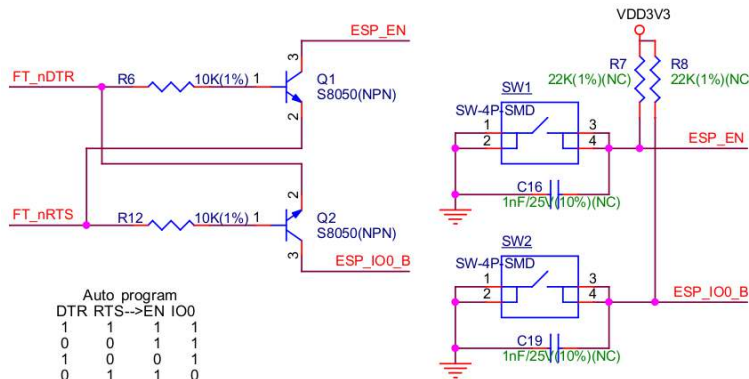 ESP_EN
3
FT_nDTR
R6
10K(1%)
1
Q1
S8050(NPN)
2
2
FT_nRTS
R12
10K(1%)
1
Q2
S8050(NPN)
3
ESP_IO0_B
Auto program
DTR RTS-->EN IO0
1 1 1 1
0 0 1 1
1 0 0 1
0 1 1 0
VDD3V3
R7
R8
22K(1%)(NC)
22K(1%)(NC
SW1
SW-4P-SMD
1
2
3
4
ESP_EN
C16
1nF/25V(10%)(NC)
SW2
SW-4P-SMD
1
2
3
4
ESP_IO0_B
C19
1nF/25V(10%)(NC)